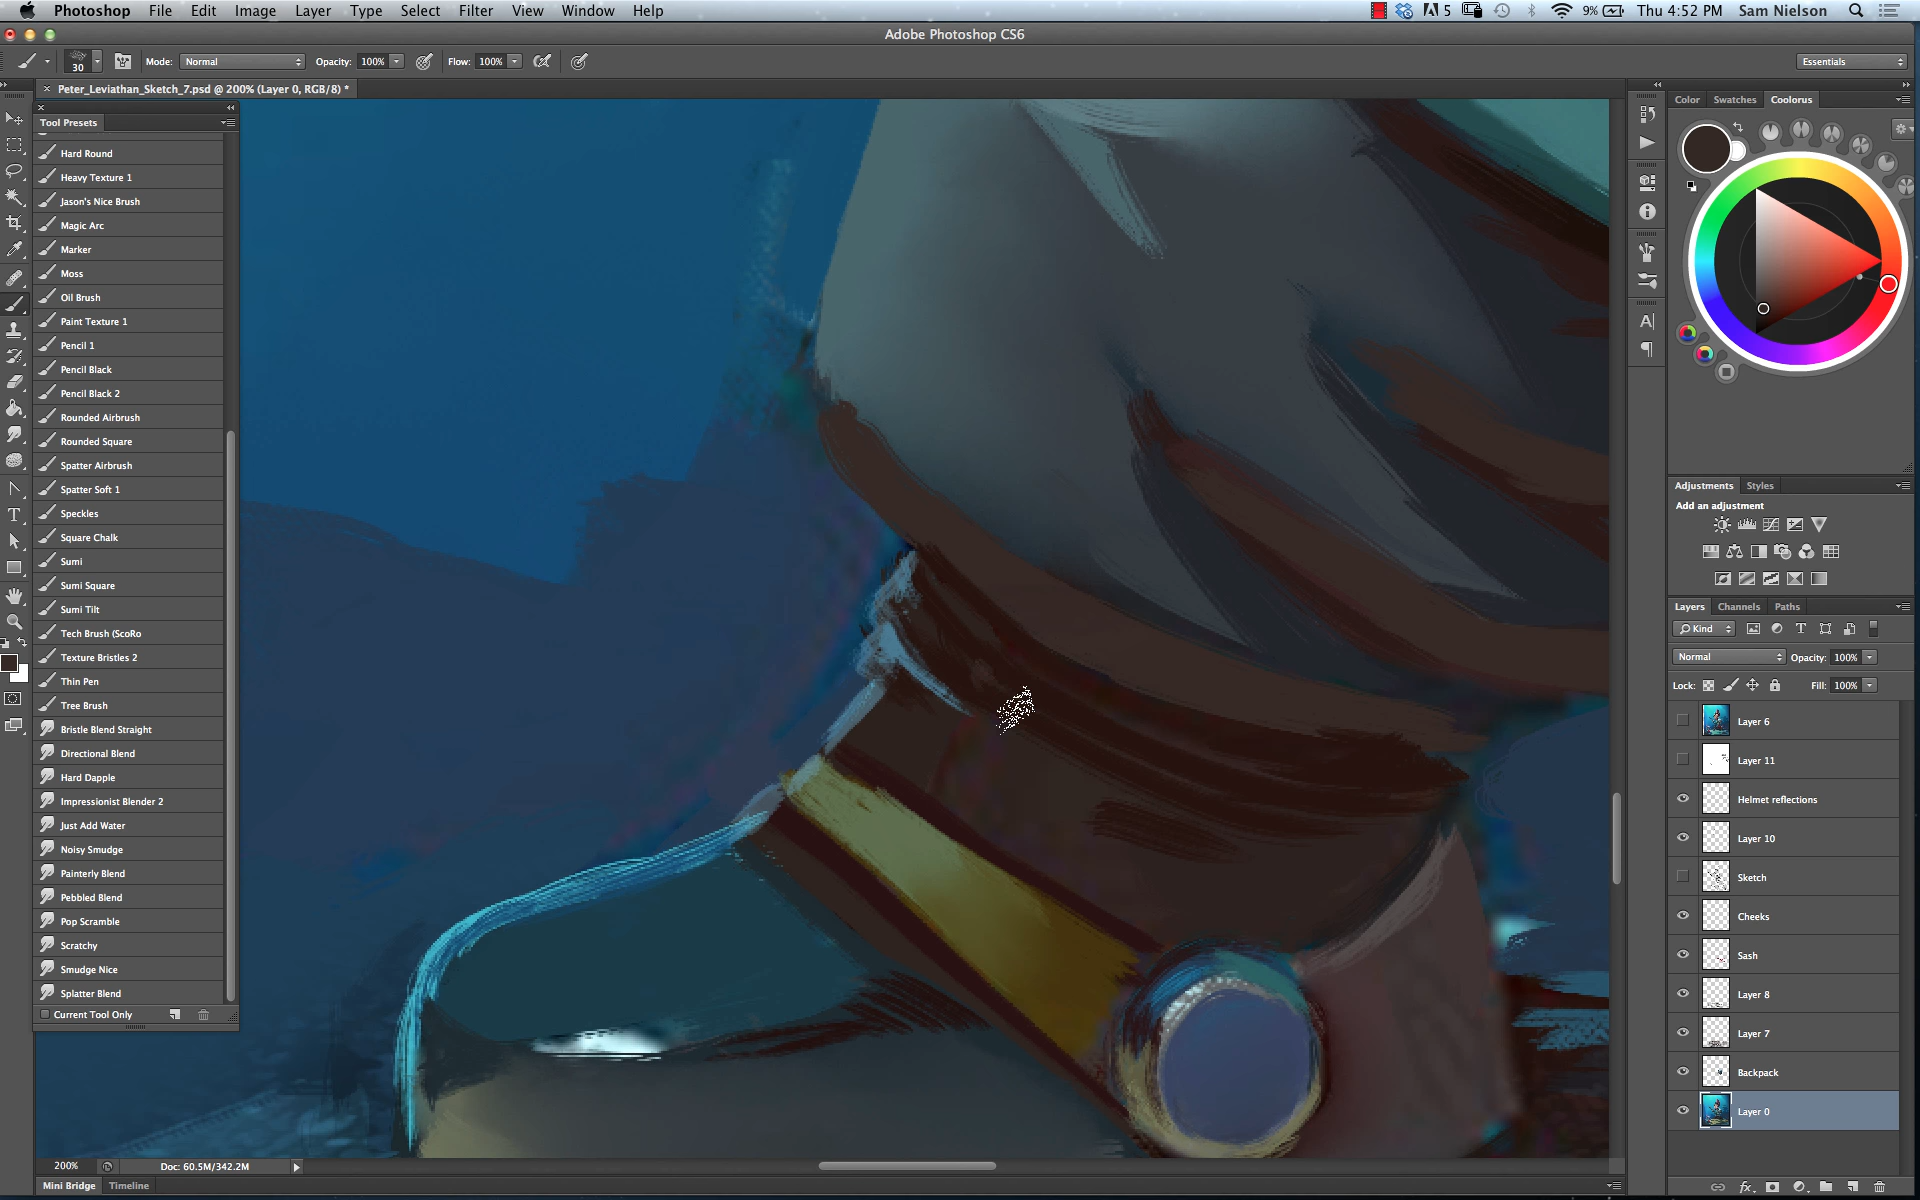 Photoshop File Edit Image Layer Type Select Filter View Window Help 5 9% Thu 4:52 PM Sam Nielson
Adobe Photoshop CS6
30 Mode: Normal Opacity: 100% Flow: 100% Essentials
Peter_Leviathan_Sketch_7.psd @ 200% (Layer 0, RGB/8) *
Tool Presets
Hard Round
Heavy Texture 1
Jason's Nice Brush
Magic Arc
Marker
Moss
Oil Brush
Paint Texture 1
Pencil 1
Pencil Black
Pencil Black 2
Rounded Airbrush
Rounded Square
Spatter Airbrush
Spatter Soft 1
Speckles
Square Chalk
Sumi
Sumi Square
Sumi Tilt
Tech Brush (ScoRo
Texture Bristles 2
Thin Pen
Tree Brush
Bristle Blend Straight
Directional Blend
Hard Dapple
Impressionist Blender 2
Just Add Water
Noisy Smudge
Painterly Blend
Pebbled Blend
Pop Scramble
Scratchy
Smudge Nice
Splatter Blend
Current Tool Only
200% Doc: 60.5M/342.2M
Mini Bridge Timeline
Color Swatches Coolorus
Adjustments Styles
Add an adjustment
Layers Channels Paths
Kind
Normal Opacity: 100%
Lock: Fill: 100%
Layer 6
Layer 11
Helmet reflections
Layer 10
Sketch
Cheeks
Sash
Layer 8
Layer 7
Backpack
Layer 0